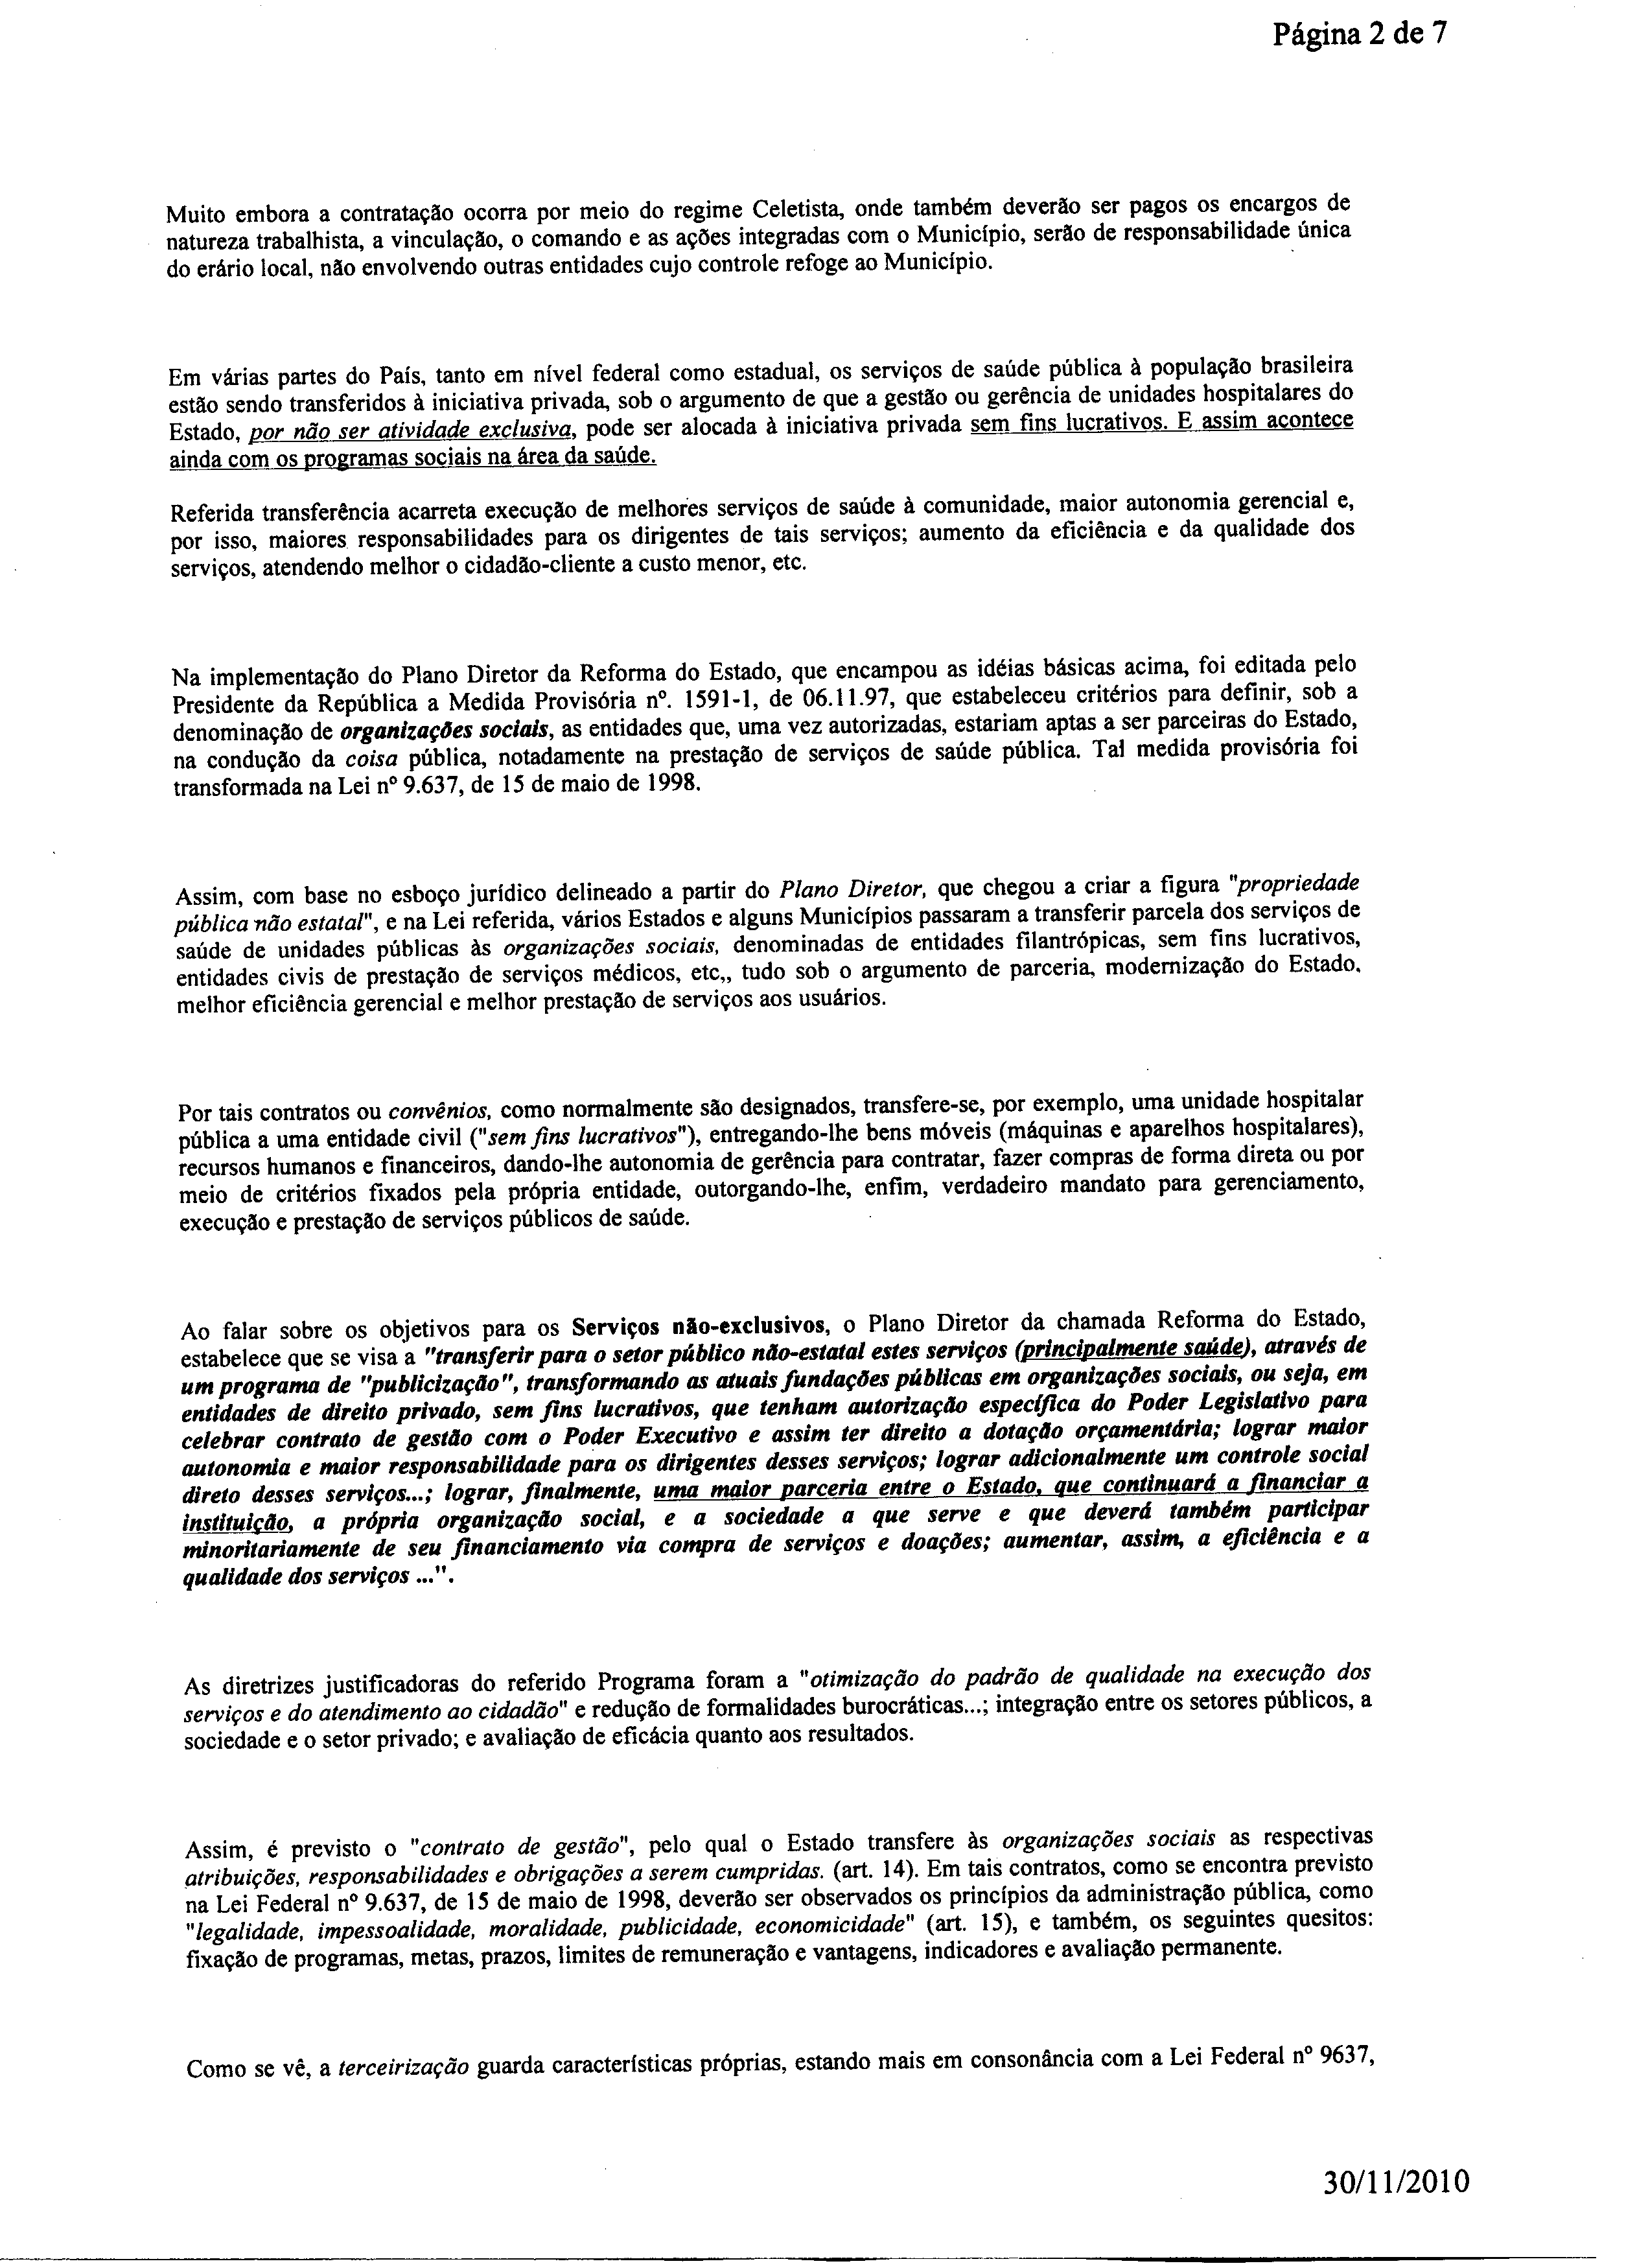 Página 2 de 7
Muito embora a contratação ocorra por meio do regime Celetista, onde também deverão ser pagos os encargos de
natureza trabalhista, a vinculação, o comando e as ações integradas com o Município, serão de responsabilidade única
do erário local, não envolvendo outras entidades cujo controle refoge ao Município.
Em várias partes do País, tanto em nível federal como estadual, os serviços de saúde pública à população brasileira
estão sendo transferidos à iniciativa privada, sob o argumento de que a gestão ou gerência de unidades hospitalares do
Estado, por não ser atividade exclusiva, pode ser alocada à iniciativa privada sem fins lucrativos. E assim acontece
ainda com os programas sociais na área da saúde.
Referida transferência acarreta execução de melhores serviços de saúde à comunidade, maior autonomia gerencial e,
por isso, maiores responsabilidades para os dirigentes de tais serviços; aumento da eficiência e da qualidade dos
serviços, atendendo melhor o cidadão-cliente a custo menor, etc.
Na implementação do Plano Diretor da Reforma do Estado, que encampou as idéias básicas acima, foi editada pelo
Presidente da República a Medida Provisória nº. 1591-1, de 06.11.97, que estabeleceu critérios para definir, sob a
denominação de organizações sociais, as entidades que, uma vez autorizadas, estariam aptas a ser parceiras do Estado,
na condução da coisa pública, notadamente na prestação de serviços de saúde pública. Tal medida provisória foi
transformada na Lei nº 9.637, de 15 de maio de 1998.
Assim, com base no esboço jurídico delineado a partir do Plano Diretor, que chegou a criar a figura "propriedade
pública não estatal", e na Lei referida, vários Estados e alguns Municípios passaram a transferir parcela dos serviços de
saúde de unidades públicas às organizações sociais, denominadas de entidades filantrópicas, sem fins lucrativos,
entidades civis de prestação de serviços médicos, etc,, tudo sob o argumento de parceria, modernização do Estado,
melhor eficiência gerencial e melhor prestação de serviços aos usuários.
Por tais contratos ou convênios, como normalmente são designados, transfere-se, por exemplo, uma unidade hospitalar
pública a uma entidade civil ("sem fins lucrativos"), entregando-lhe bens móveis (máquinas e aparelhos hospitalares),
recursos humanos e financeiros, dando-lhe autonomia de gerência para contratar, fazer compras de forma direta ou por
meio de critérios fixados pela própria entidade, outorgando-lhe, enfim, verdadeiro mandato para gerenciamento,
execução e prestação de serviços públicos de saúde.
Ao falar sobre os objetivos para os Serviços não-exclusivos, o Plano Diretor da chamada Reforma do Estado,
estabelece que se visa a "transferir para o setor público não-estatal estes serviços (principalmente saúde), através de
um programa de "publicização", transformando as atuais fundações públicas em organizações sociais, ou seja, em
entidades de direito privado, sem fins lucrativos, que tenham autorização específica do Poder Legislativo para
celebrar contrato de gestão com o Poder Executivo e assim ter direito a dotação orçamentária; lograr maior
autonomia e maior responsabilidade para os dirigentes desses serviços; lograr adicionalmente um controle social
direto desses serviços...; lograr, finalmente, uma maior parceria entre o Estado, que continuará a financiar a
instituição, a própria organização social, e a sociedade a que serve e que deverá também participar
minoritariamente de seu financiamento via compra de serviços e doações; aumentar, assim, a eficiência e a
qualidade dos serviços ...".
As diretrizes justificadoras do referido Programa foram a "otimização do padrão de qualidade na execução dos
serviços e do atendimento ao cidadão" e redução de formalidades burocráticas...; integração entre os setores públicos, a
sociedade e o setor privado; e avaliação de eficácia quanto aos resultados.
Assim, é previsto o "contrato de gestão", pelo qual o Estado transfere às organizações sociais as respectivas
atribuições, responsabilidades e obrigações a serem cumpridas. (art. 14). Em tais contratos, como se encontra previsto
na Lei Federal nº 9.637, de 15 de maio de 1998, deverão ser observados os princípios da administração pública, como
"legalidade, impessoalidade, moralidade, publicidade, economicidade" (art. 15), e também, os seguintes quesitos:
fixação de programas, metas, prazos, limites de remuneração e vantagens, indicadores e avaliação permanente.
Como se vê, a terceirização guarda características próprias, estando mais em consonância com a Lei Federal nº 9637,
30/11/2010